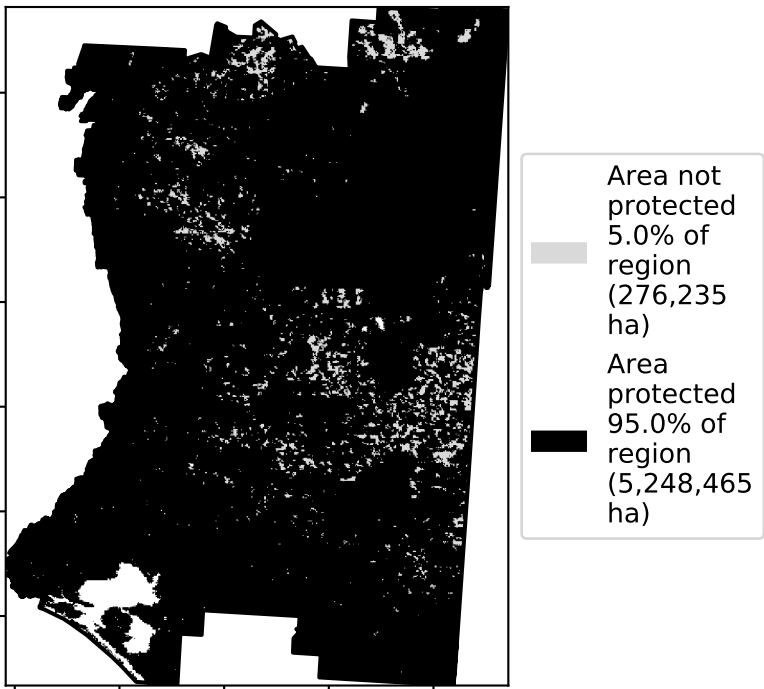 Area not
protected
5.0% of
region
(276,235
ha)
Area
protected
95.0% of
region
(5,248,465
ha)